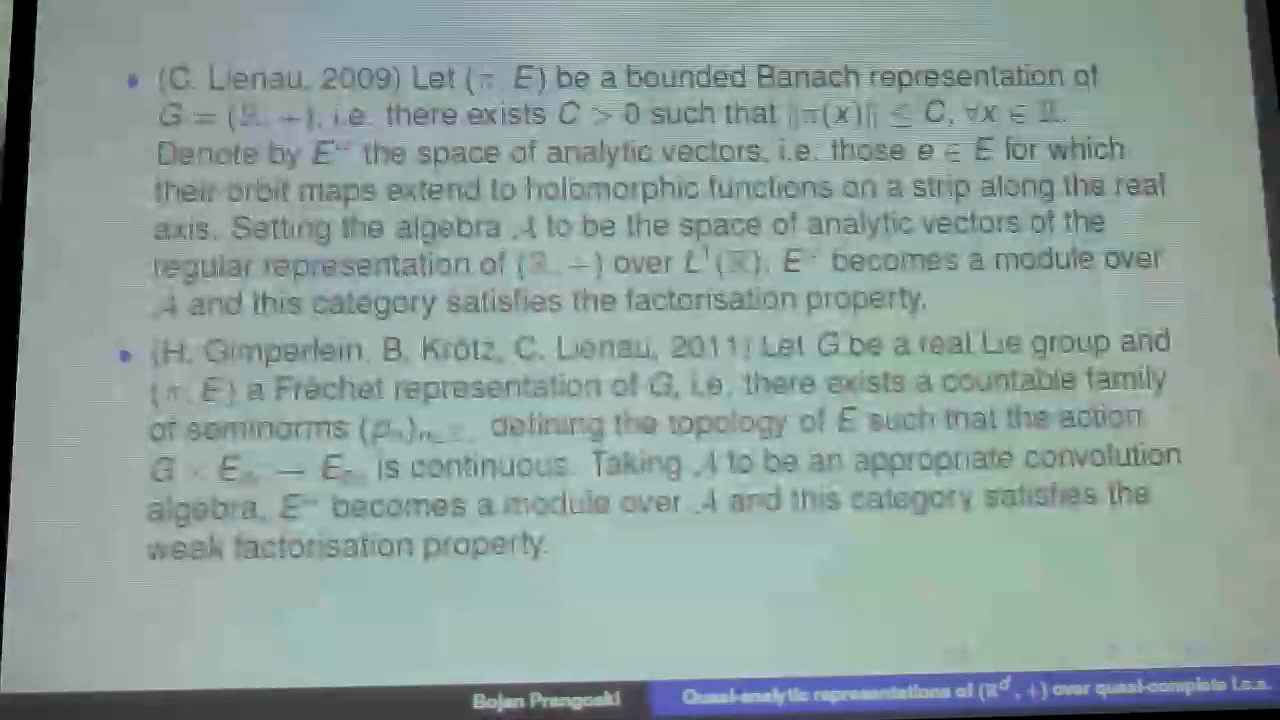 (C. Lienau, 2009) Let (π, E) be a bounded Banach representation of
G = (ℝ, +), i.e. there exists C > 0 such that ||π(x)|| ≤ C, ∀x ∈ ℝ.
Denote by E^ω the space of analytic vectors, i.e. those e ∈ E for which
their orbit maps extend to holomorphic functions on a strip along the real
axis. Setting the algebra 𝒜 to be the space of analytic vectors of the
regular representation of (ℝ, +) over L¹(ℝ), E^ω becomes a module over
𝒜 and this category satisfies the factorisation property.
(H. Gimperlein, B. Krötz, C. Lienau, 2011) Let G be a real Lie group and
(π, E) a Fréchet representation of G, i.e. there exists a countable family
of seminorms (pₙ) defining the topology of E such that the action
G × Eₙ → Eₙ is continuous. Taking 𝒜 to be an appropriate convolution
algebra, E^ω becomes a module over 𝒜 and this category satisfies the
weak factorisation property.
Bojan Prangoski
Quasi-analytic representations of (ℝ^d, +) over quasi-complete l.c.s.